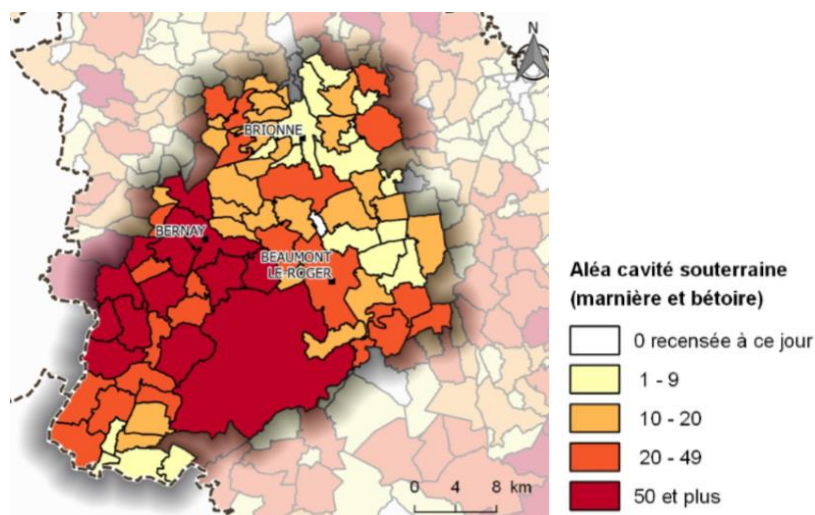 N
BRIONNE
BERNAY
BEAUMONT
LE-ROGER
0 4 8 km
Aléa cavité souterraine
(marnière et bétoire)
0 recensée à ce jour
1 - 9
10 - 20
20 - 49
50 et plus